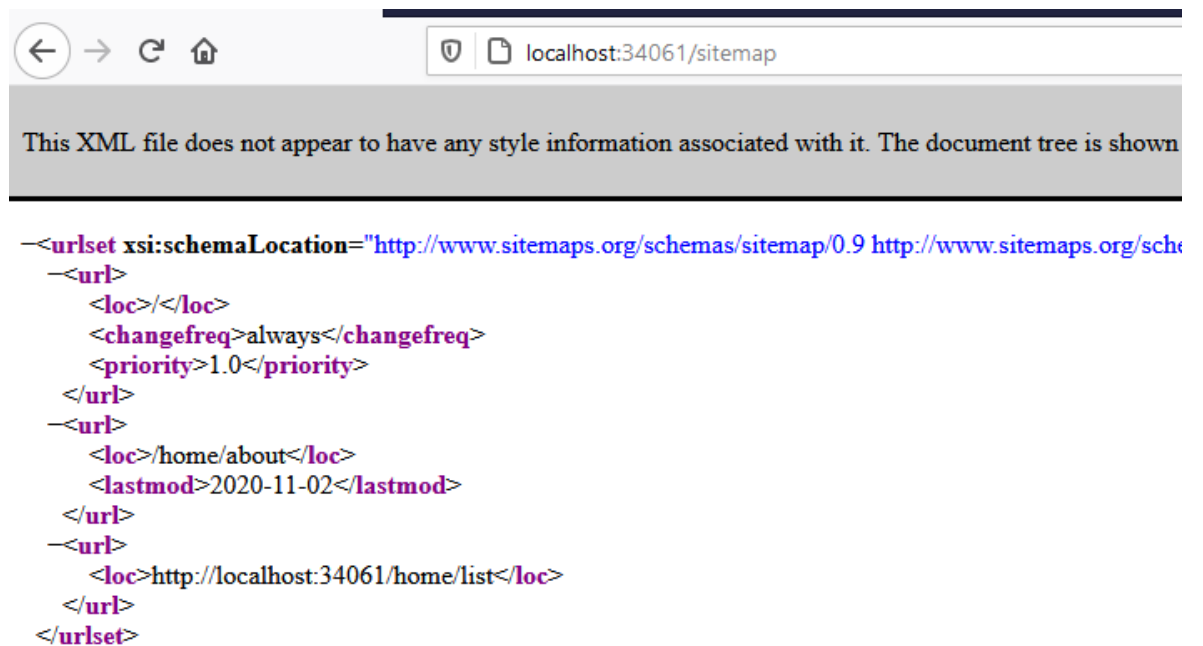 localhost:34061/sitemap
This XML file does not appear to have any style information associated with it. The document tree is shown
—<urlset xsi:schemaLocation="http://www.sitemaps.org/schemas/sitemap/0.9 http://www.sitemaps.org/sche
—<url>
<loc>/</loc>
<changefreq>always</changefreq>
<priority>1.0</priority>
</url>
—<url>
<loc>/home/about</loc>
<lastmod>2020-11-02</lastmod>
</url>
—<url>
<loc>http://localhost:34061/home/list</loc>
</url>
</urlset>